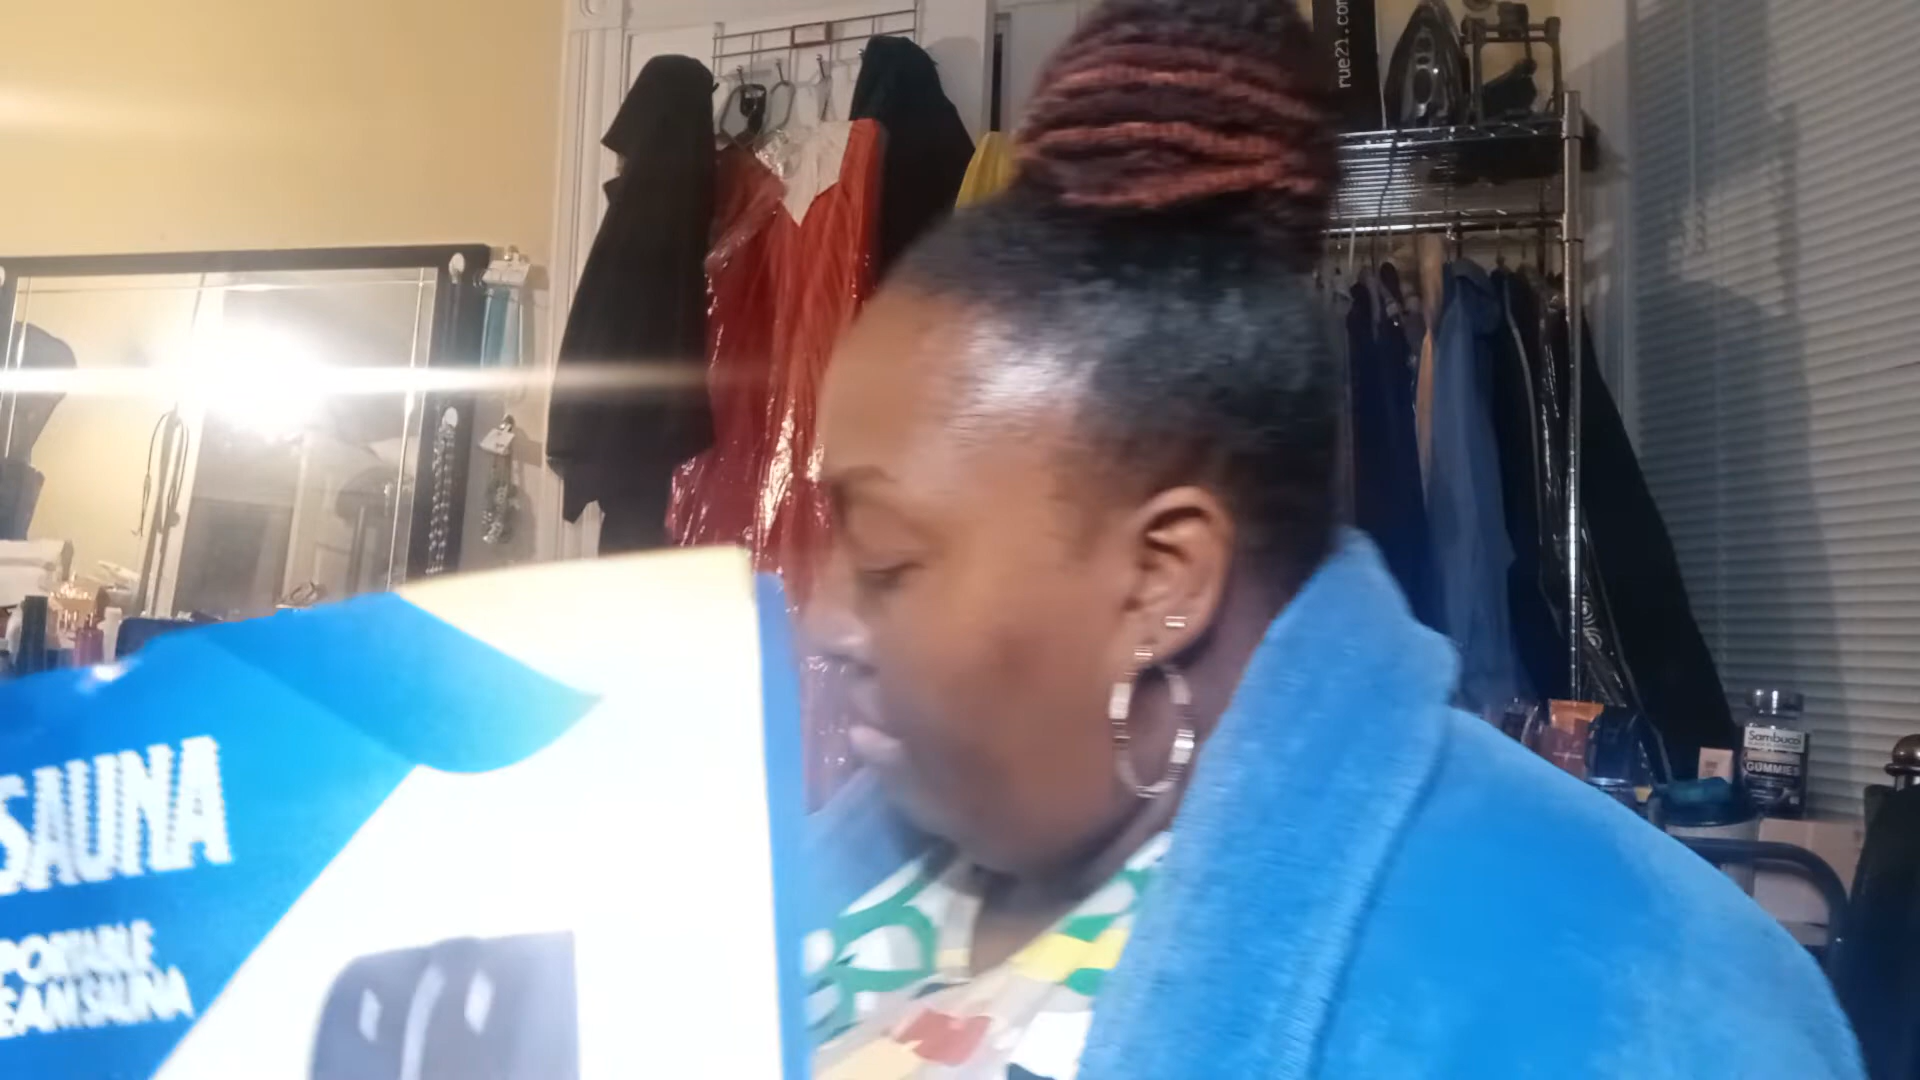 SAUNA
PORTABLE
EAM SAUNA
rue21.com
Sambucol
GUMMIES